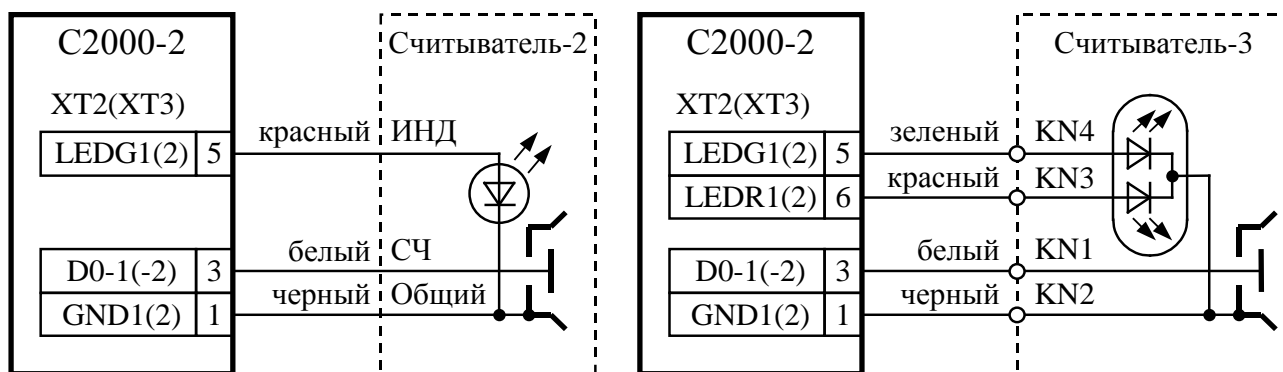 С2000-2
Считыватель-2
XT2(XT3)
красный ИНД
LEDG1(2) 5
белый СЧ
D0-1(-2) 3
черный Общий
GND1(2) 1
С2000-2
Считыватель-3
XT2(XT3)
зеленый KN4
LEDG1(2) 5
красный KN3
LEDR1(2) 6
белый KN1
D0-1(-2) 3
черный KN2
GND1(2) 1